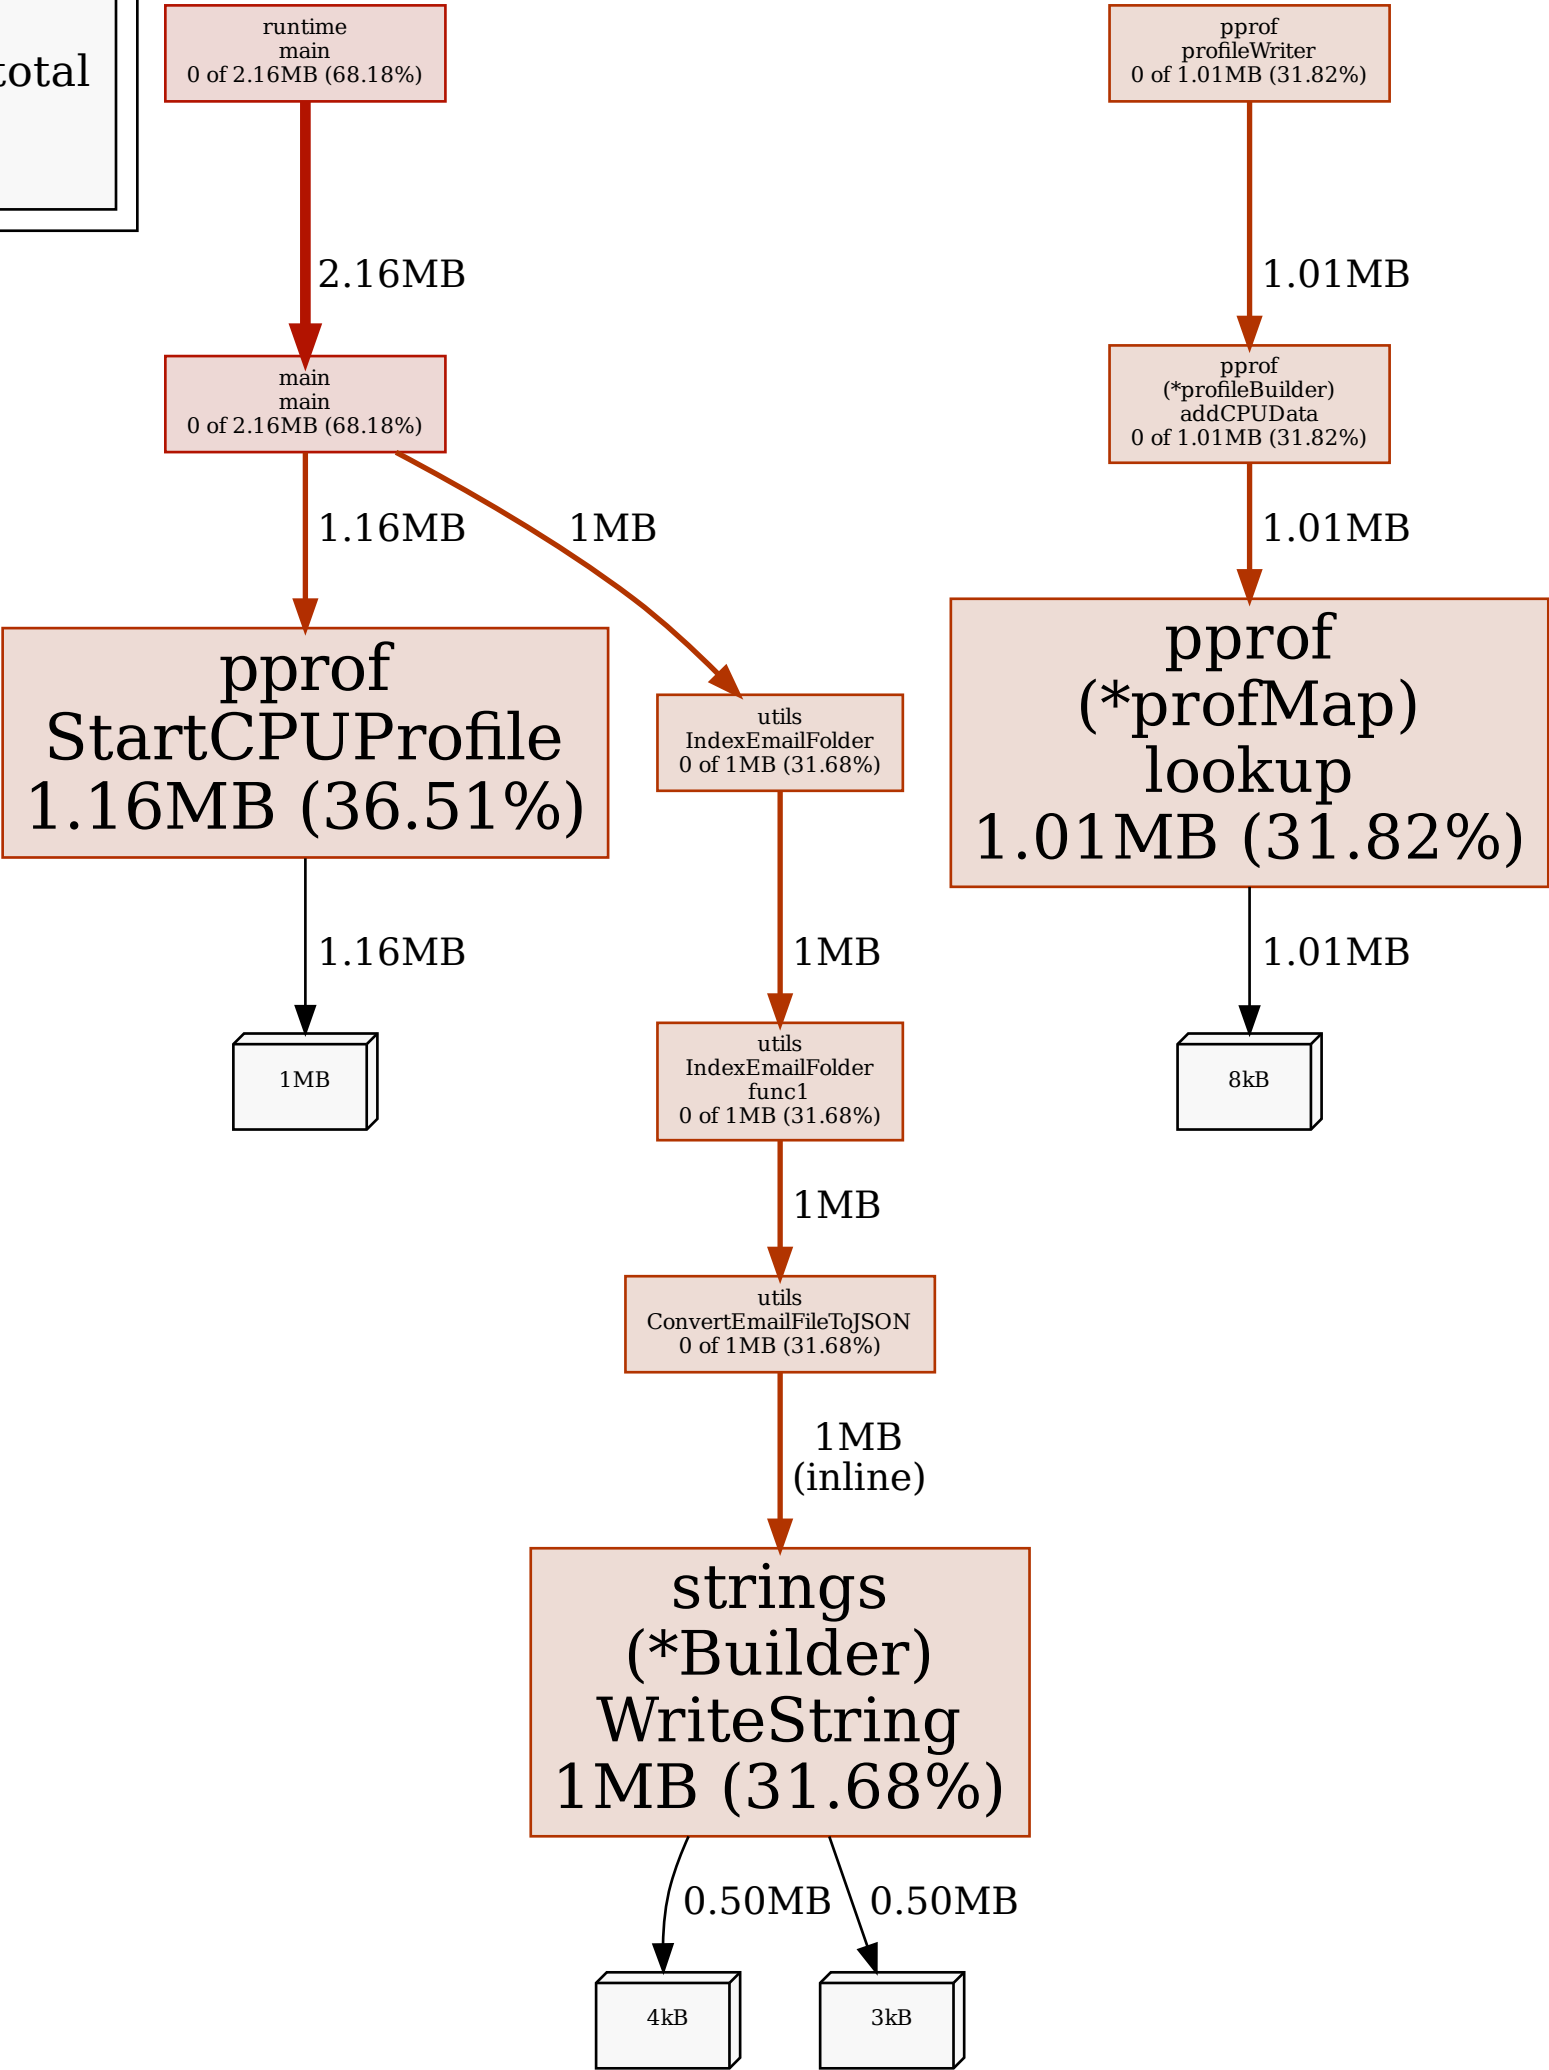 total
runtime
main
0 of 2.16MB (68.18%)
pprof
profileWriter
0 of 1.01MB (31.82%)
2.16MB
1.01MB
main
main
0 of 2.16MB (68.18%)
pprof
(*profileBuilder)
addCPUData
0 of 1.01MB (31.82%)
1.16MB
1MB
1.01MB
pprof
StartCPUProfile
1.16MB (36.51%)
utils
IndexEmailFolder
0 of 1MB (31.68%)
pprof
(*profMap)
lookup
1.01MB (31.82%)
1.16MB
1MB
1.01MB
1MB
utils
IndexEmailFolder
func1
0 of 1MB (31.68%)
8kB
1MB
utils
ConvertEmailFileToJSON
0 of 1MB (31.68%)
1MB
(inline)
strings
(*Builder)
WriteString
1MB (31.68%)
0.50MB
0.50MB
4kB
3kB